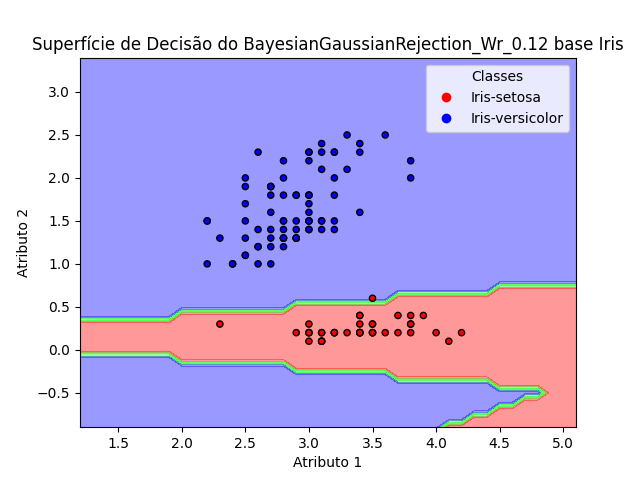 Superfície de Decisão do BayesianGaussianRejection_Wr_0.12 base Iris
Classes
Iris-setosa
Iris-versicolor
3.0
2.5
2.0
1.5
1.0
0.5
0.0
−0.5
Atributo 2
1.5 2.0 2.5 3.0 3.5 4.0 4.5 5.0
Atributo 1